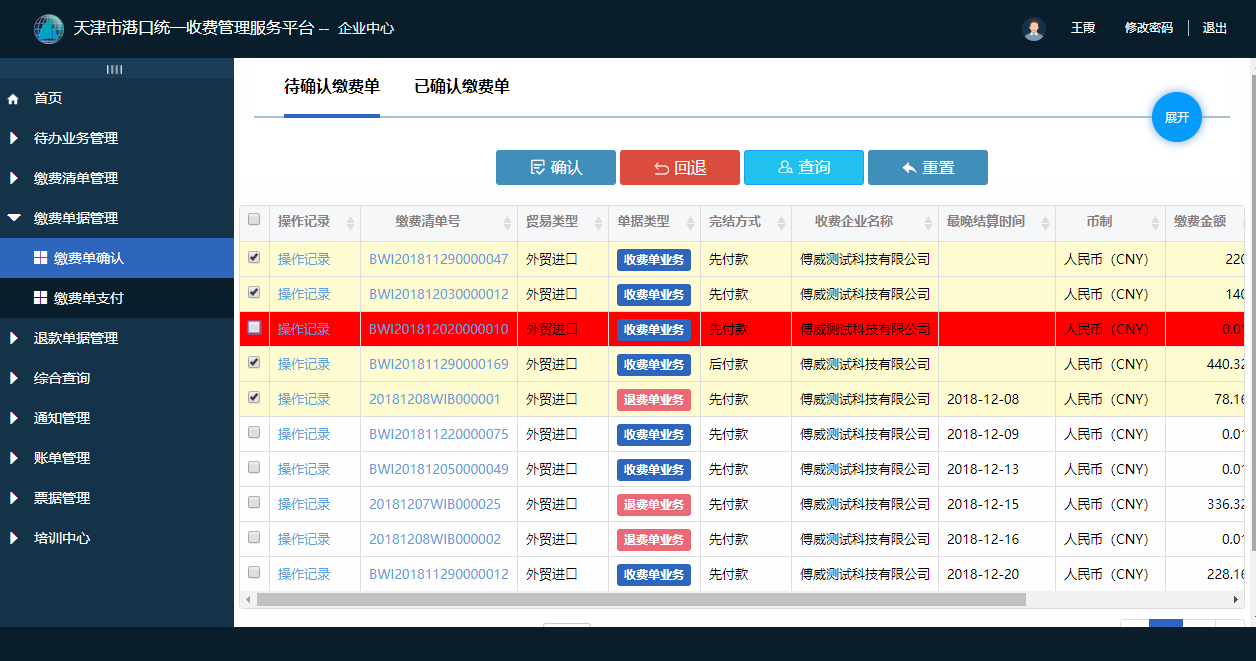 天津市港口统一收费管理服务平台 -- 企业中心 王霞 修改密码 退出
首页
待办业务管理
缴费清单管理
缴费单据管理
缴费单确认
缴费单支付
退款单据管理
综合查询
通知管理
账单管理
票据管理
培训中心
待确认缴费单 已确认缴费单
展开
确认 回退 查询 重置
操作记录 缴费清单号 贸易类型 单据类型 完结方式 收费企业名称 最晚结算时间 币制 缴费金额
操作记录 BWI201811290000047 外贸进口 收费单业务 先付款 傅威测试科技有限公司 人民币（CNY） 220
操作记录 BWI201812030000012 外贸进口 收费单业务 先付款 傅威测试科技有限公司 人民币（CNY） 140
操作记录 BWI201812020000010 外贸进口 收费单业务 先付款 傅威测试科技有限公司 人民币（CNY） 0.01
操作记录 BWI201811290000169 外贸进口 收费单业务 后付款 傅威测试科技有限公司 人民币（CNY） 440.32
操作记录 20181208WIB000001 外贸进口 退费单业务 先付款 傅威测试科技有限公司 2018-12-08 人民币（CNY） 78.16
操作记录 BWI201811220000075 外贸进口 收费单业务 先付款 傅威测试科技有限公司 2018-12-09 人民币（CNY） 0.01
操作记录 BWI201812050000049 外贸进口 收费单业务 先付款 傅威测试科技有限公司 2018-12-13 人民币（CNY） 0.01
操作记录 20181207WIB000025 外贸进口 退费单业务 先付款 傅威测试科技有限公司 2018-12-15 人民币（CNY） 336.32
操作记录 20181208WIB000002 外贸进口 退费单业务 先付款 傅威测试科技有限公司 2018-12-16 人民币（CNY） 0.01
操作记录 BWI201811290000012 外贸进口 收费单业务 先付款 傅威测试科技有限公司 2018-12-20 人民币（CNY） 228.16